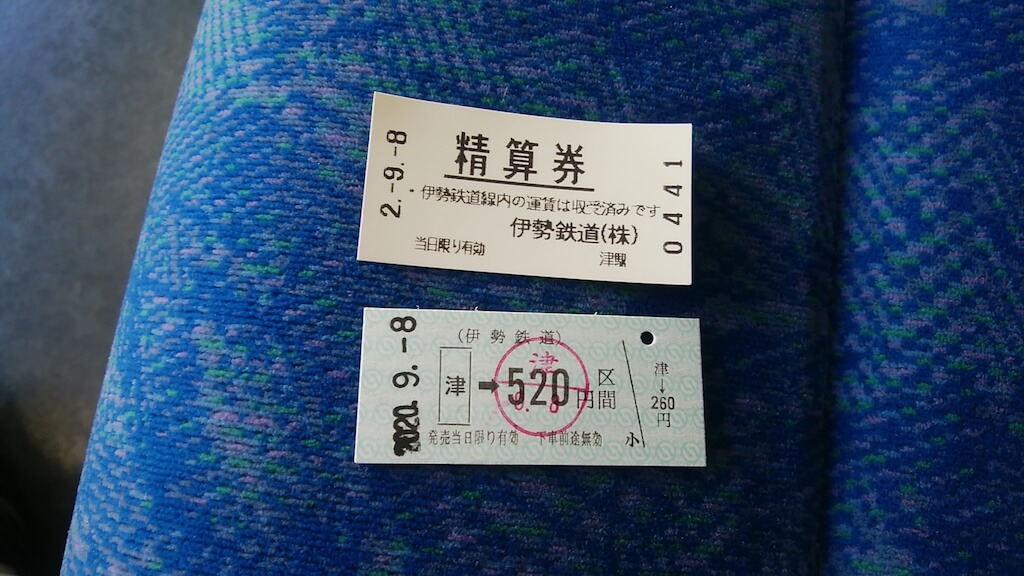 2.-9.-8
精算券
伊勢鉄道線内の運賃は収受済みです
伊勢鉄道(株)
当日限り有効
津駅
0441
2020.9.-8
(伊勢鉄道)
津→520円区間
津
9.8
発売当日限り有効 下車前途無効
小
津→260円